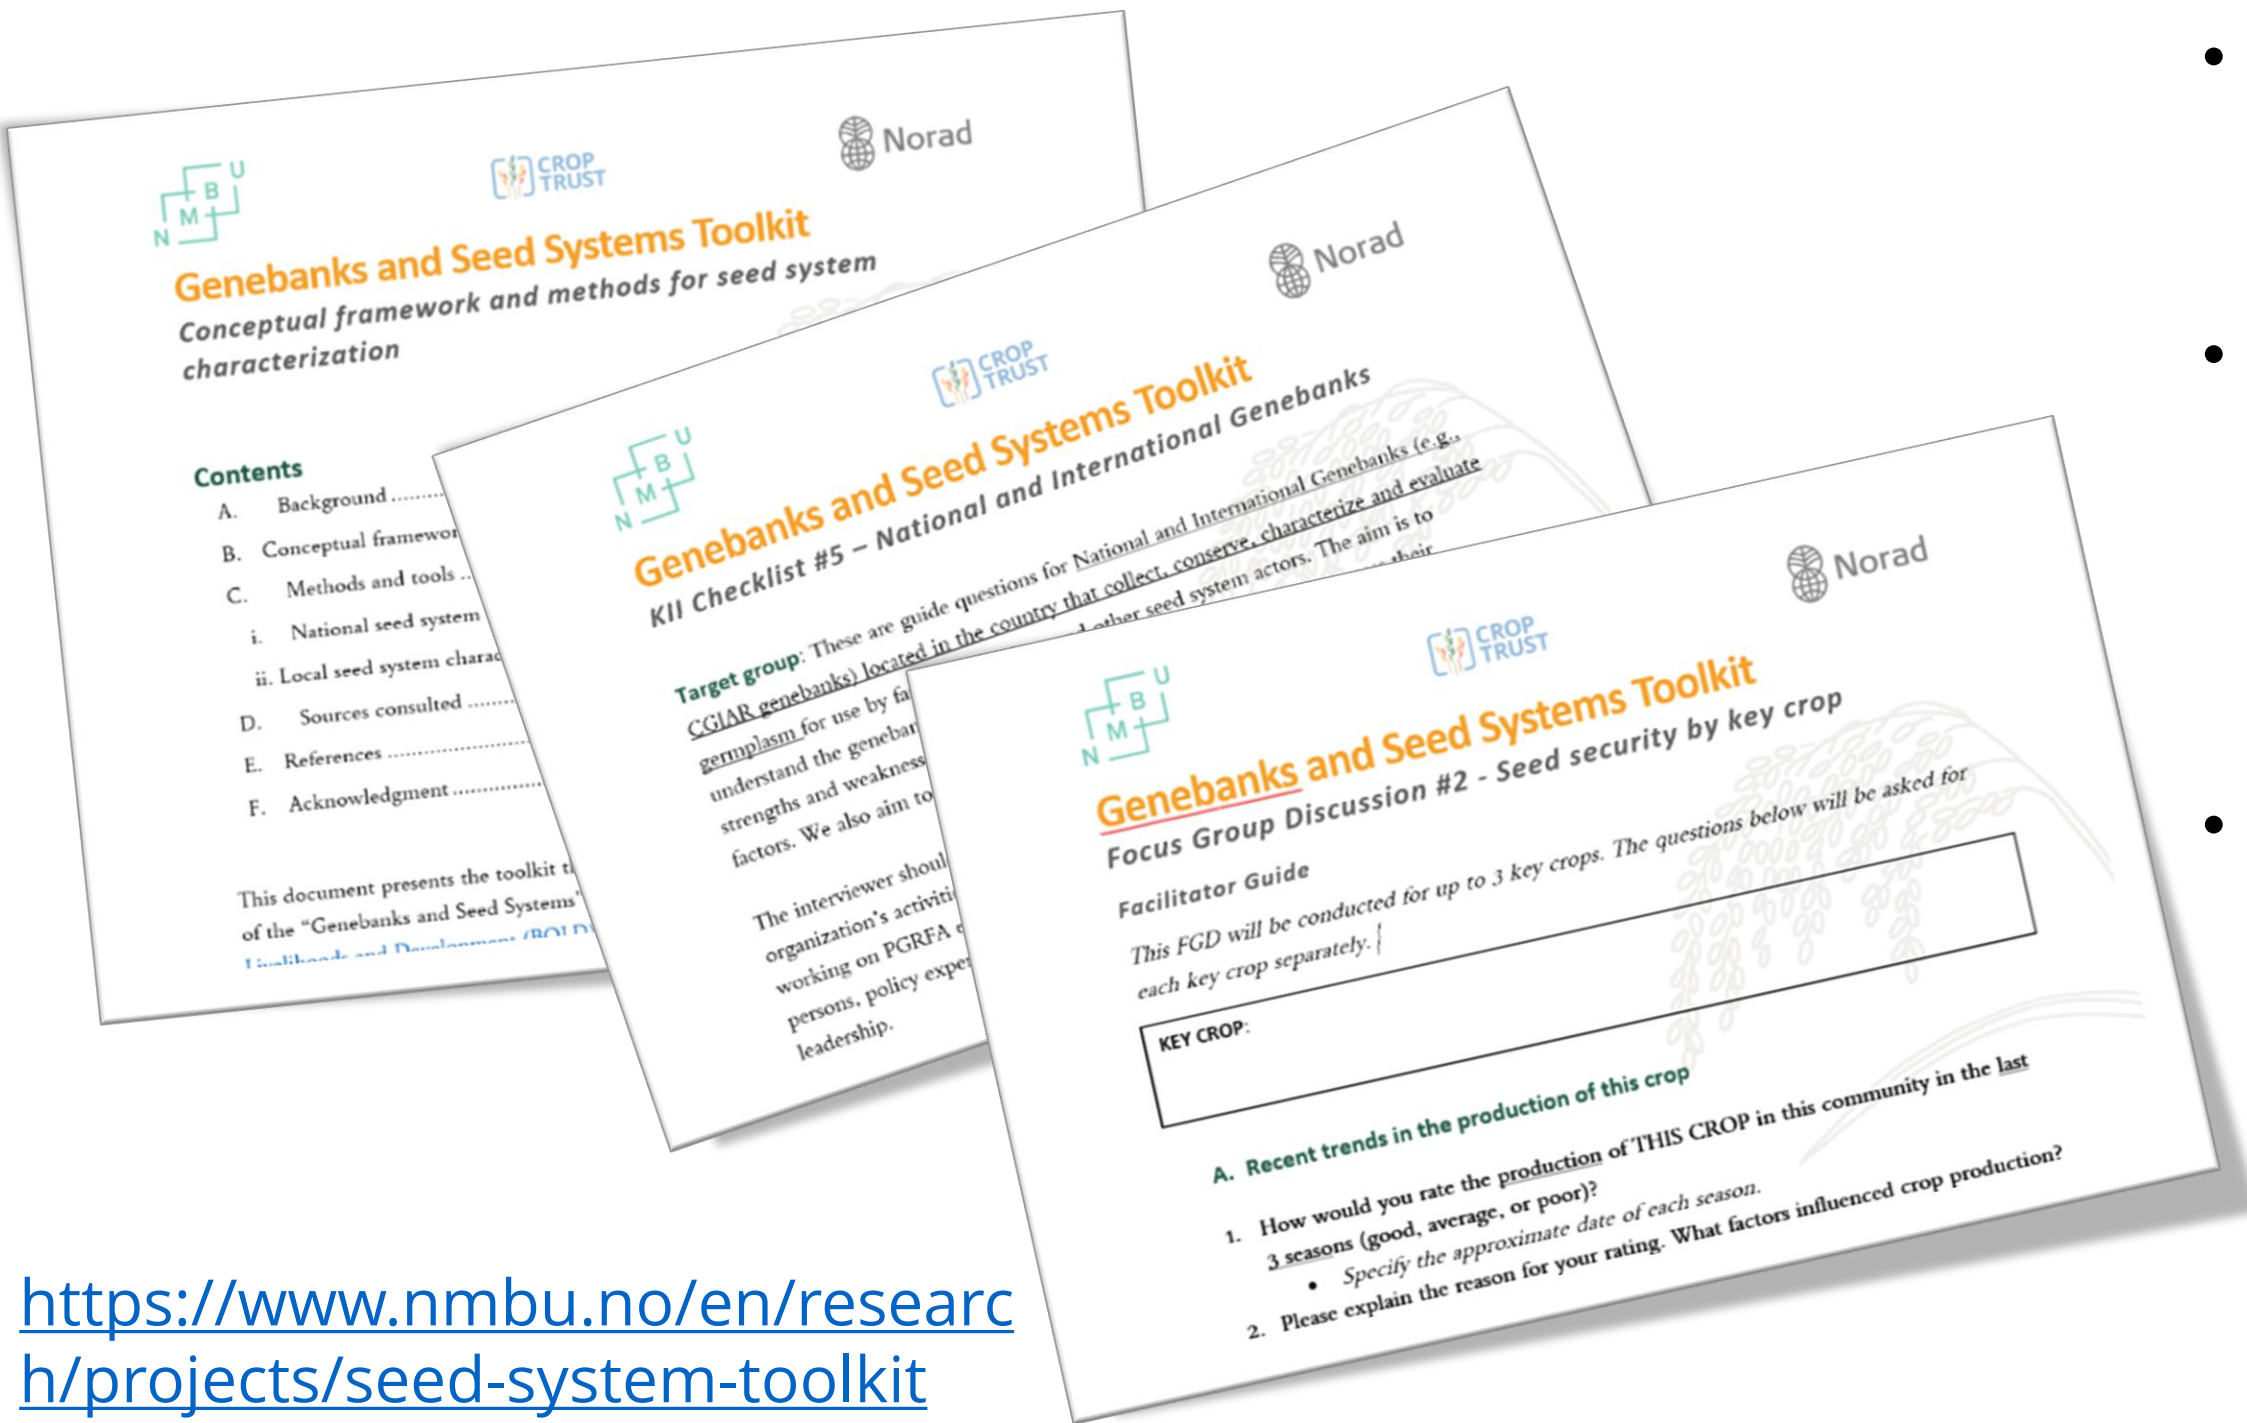 N M B U
CROP
TRUST
Norad
Genebanks and Seed Systems Toolkit
Conceptual framework and methods for seed system
characterization
Contents
A. Background
B. Conceptual
C. Methods and tools
i. National seed system
ii. Local seed system
D. Sources consulted
E. References
F. Acknowledgment
This document presents the toolkit
of the “Genebanks and Seed Systems”
Livelihoods and Development (BOLD)
N M B U
CROP
TRUST
Norad
Genebanks and Seed Systems Toolkit
KII Checklist #5 – National and International Genebanks
Target group: These are guide questions for National and International Genebanks (e.g.,
CGIAR genebanks) located in the country that collect, conserve, characterize and evaluate
germplasm for use by other seed system actors. The aim is to
understand the their
strengths and
factors. We also aim to
The interviewer
organization’s
working on PGRFA
persons, policy
leadership.
N M B U
CROP
TRUST
Norad
Genebanks and Seed Systems Toolkit
Focus Group Discussion #2 - Seed security by key crop
Facilitator Guide
This FGD will be conducted for up to 3 key crops. The questions below will be asked for
each key crop separately.
KEY CROP:
A. Recent trends in the production of this crop
1. How would you rate the production of THIS CROP in this community in the last
3 seasons (good, average, or poor)?
• Specify the approximate date of each season.
2. Please explain the reason for your rating. What factors influenced crop production?
https://www.nmbu.no/en/researc
h/projects/seed-system-toolkit